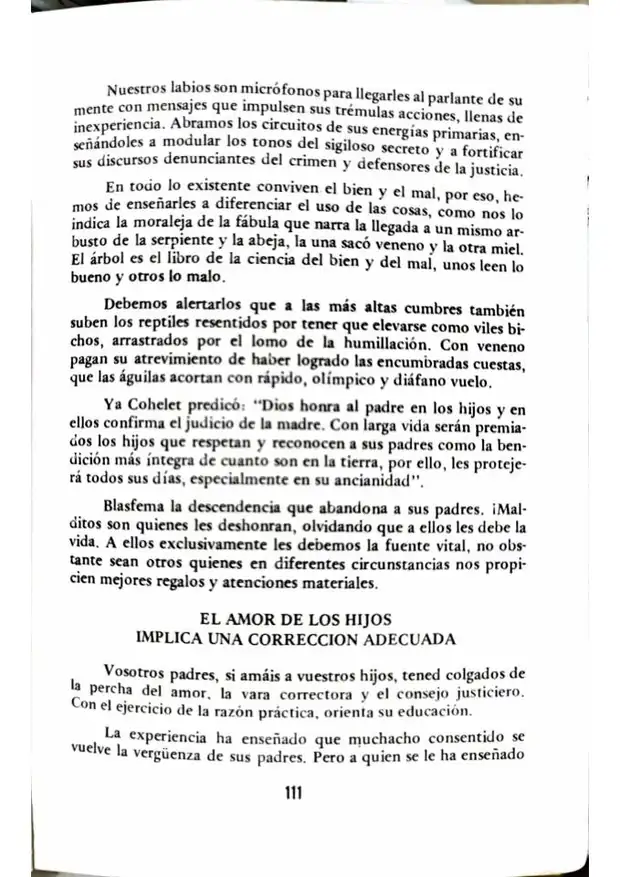 Nuestros labios son micrófonos para llegarles al parlante de su
mente con mensajes que impulsen sus trémulas acciones, llenas de
inexperiencia. Abramos los circuitos de sus energías primarias, en-
señándoles a modular los tonos del sigiloso secreto y a fortificar
sus discursos denunciantes del crimen y defensores de la justicia.
En todo lo existente conviven el bien y el mal, por eso, he-
mos de enseñarles a diferenciar el uso de las cosas, como nos lo
indica la moraleja de la fábula que narra la llegada a un mismo ar-
busto de la serpiente y la abeja, la una sacó veneno y la otra miel.
El árbol es el libro de la ciencia del bien y del mal, unos leen lo
bueno y otros lo malo.
Debemos alertarlos que a las más altas cumbres también
suben los reptiles resentidos por tener que elevarse como viles bi-
chos, arrastrados por el lomo de la humillación. Con veneno
pagan su atrevimiento de haber logrado las encumbradas cuestas,
que las águilas acortan con rápido, olímpico y diáfano vuelo.
Ya Cohelet predicó: "Dios honra al padre en los hijos y en
ellos confirma el judicio de la madre. Con larga vida serán premia-
dos los hijos que respetan y reconocen a sus padres como la ben-
dición más íntegra de cuanto son en la tierra, por ello, les proteje-
rá todos sus días, especialmente en su ancianidad".
Blasfema la descendencia que abandona a sus padres. ¡Mal-
ditos son quienes les deshonran, olvidando que a ellos les debe la
vida. A ellos exclusivamente les debemos la fuente vital, no obs-
tante sean otros quienes en diferentes circunstancias nos propi-
cien mejores regalos y atenciones materiales.
EL AMOR DE LOS HIJOS
IMPLICA UNA CORRECCION ADECUADA
Vosotros padres, si amáis a vuestros hijos, tened colgados de
la percha del amor, la vara correctora y el consejo justiciero.
Con el ejercicio de la razón práctica, orienta su educación.
La experiencia ha enseñado que muchacho consentido se
vuelve la vergüenza de sus padres. Pero a quien se le ha enseñado
111